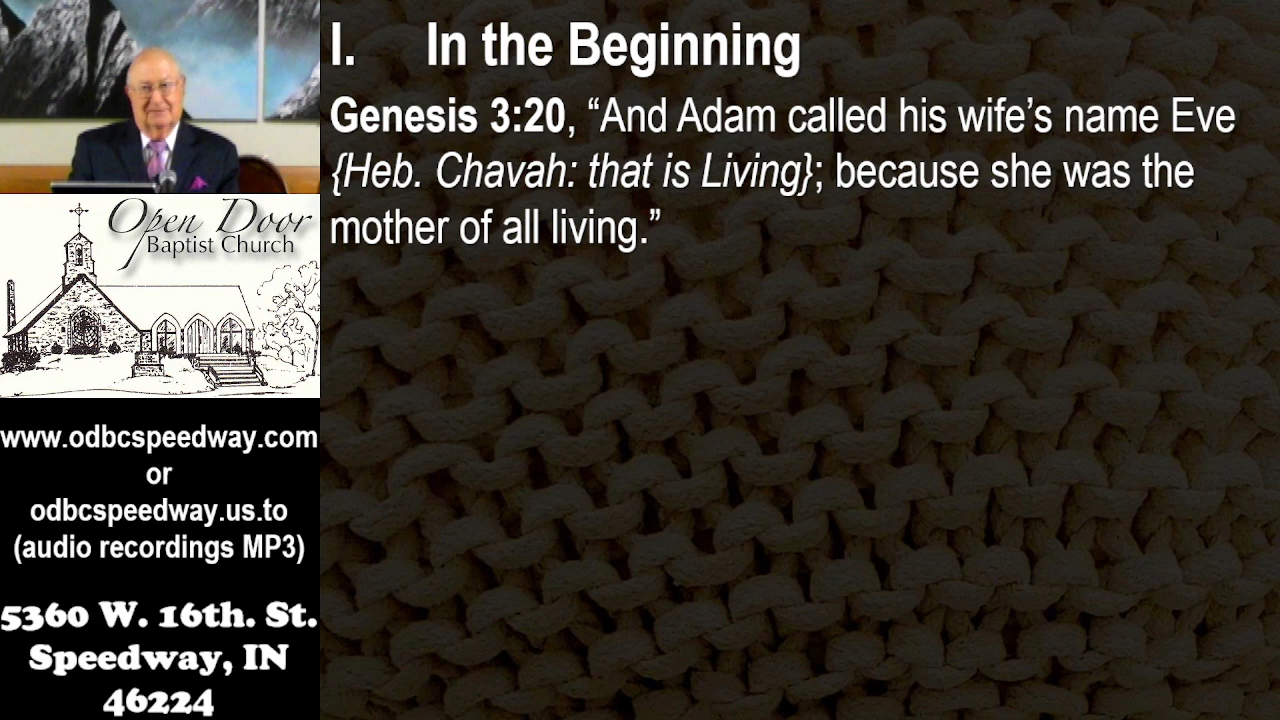 I. In the Beginning
Genesis 3:20, “And Adam called his wife’s name Eve
{Heb. Chavah: that is Living}; because she was the
mother of all living.”
Open Door
Baptist Church
www.odbcspeedway.com
or
odbcspeedway.us.to
(audio recordings MP3)
5360 W. 16th. St.
Speedway, IN
46224